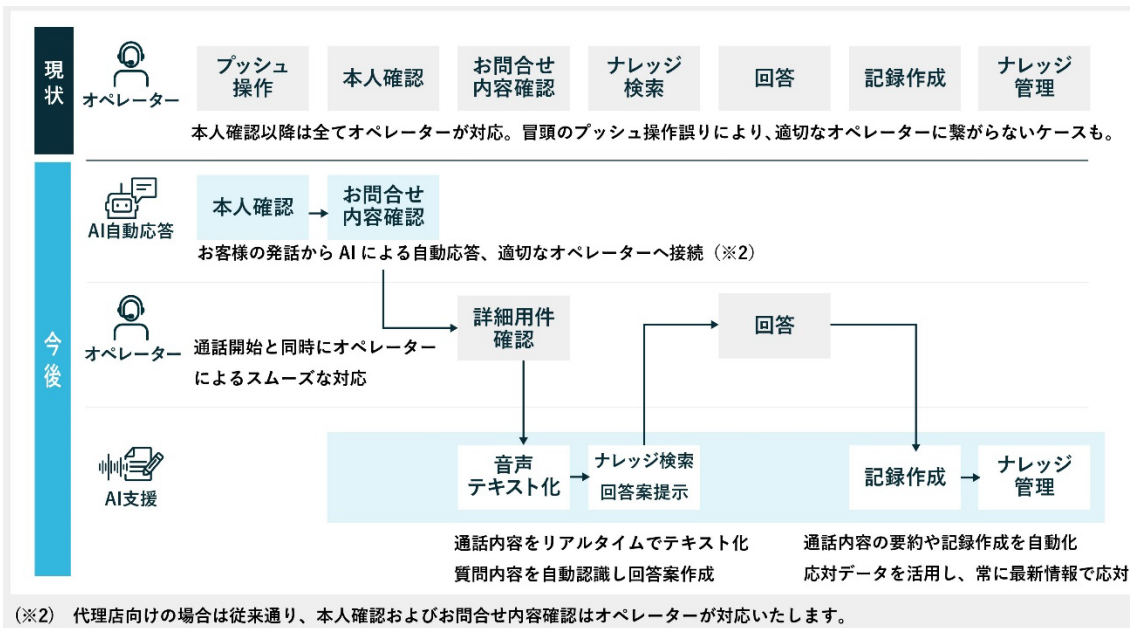 現状
オペレーター
プッシュ
操作
本人確認
お問合せ
内容確認
ナレッジ
検索
回答
記録作成
ナレッジ
管理
本人確認以降は全てオペレーターが対応。冒頭のプッシュ操作誤りにより、適切なオペレーターに繋がらないケースも。
今後
AI自動応答
本人確認
お問合せ
内容確認
お客様の発話から AI による自動応答、適切なオペレーターへ接続（※2）
オペレーター
通話開始と同時にオペレーター
によるスムーズな対応
詳細用件
確認
回答
AI支援
音声
テキスト化
ナレッジ検索
回答案提示
記録作成
ナレッジ
管理
通話内容をリアルタイムでテキスト化
質問内容を自動認識し回答案作成
通話内容の要約や記録作成を自動化
応対データを活用し、常に最新情報で応対
（※2） 代理店向けの場合は従来通り、本人確認およびお問合せ内容確認はオペレーターが対応いたします。